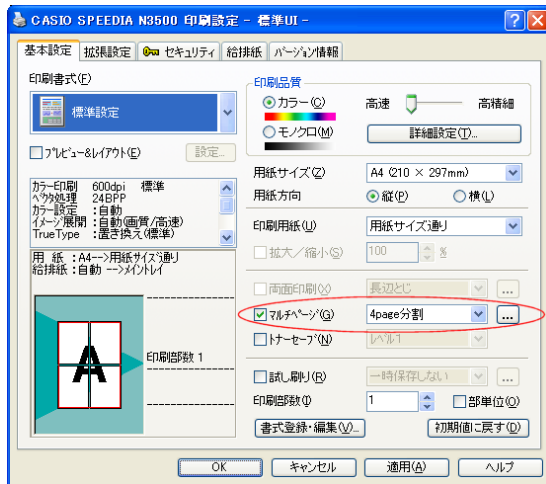 CASIO SPEEDIA N3500 印刷設定 - 標準UI -
基本設定 拡張設定 セキュリティ 給排紙 バージョン情報
印刷書式(F)
標準設定
プレビュー&レイアウト(E) 設定...
カラー印刷 600dpi 標準
ベクタ処理 24BPP
カラー設定 :自動
イメージ展開 :自動(画質/高速)
TrueType :置き換え(標準)
用 紙 :A4-->用紙サイズ通り
給排紙 :自動 -->メイントレイ
A
印刷部数 1
印刷品質
カラー(C) 高速 高精細
モノクロ(M) 詳細設定(T)...
用紙サイズ(Z) A4 (210 × 297mm)
用紙方向 縦(P) 横(L)
印刷用紙(U) 用紙サイズ通り
拡大/縮小(S) 100 %
両面印刷(X) 長辺とじ ...
マルチページ(G) 4page分割 ...
トナーセーブ(N) レベル1
試し刷り(R) 一時保存しない ...
印刷部数(I) 1 部単位(O)
書式登録・編集(V)... 初期値に戻す(D)
OK キャンセル 適用(A) ヘルプ